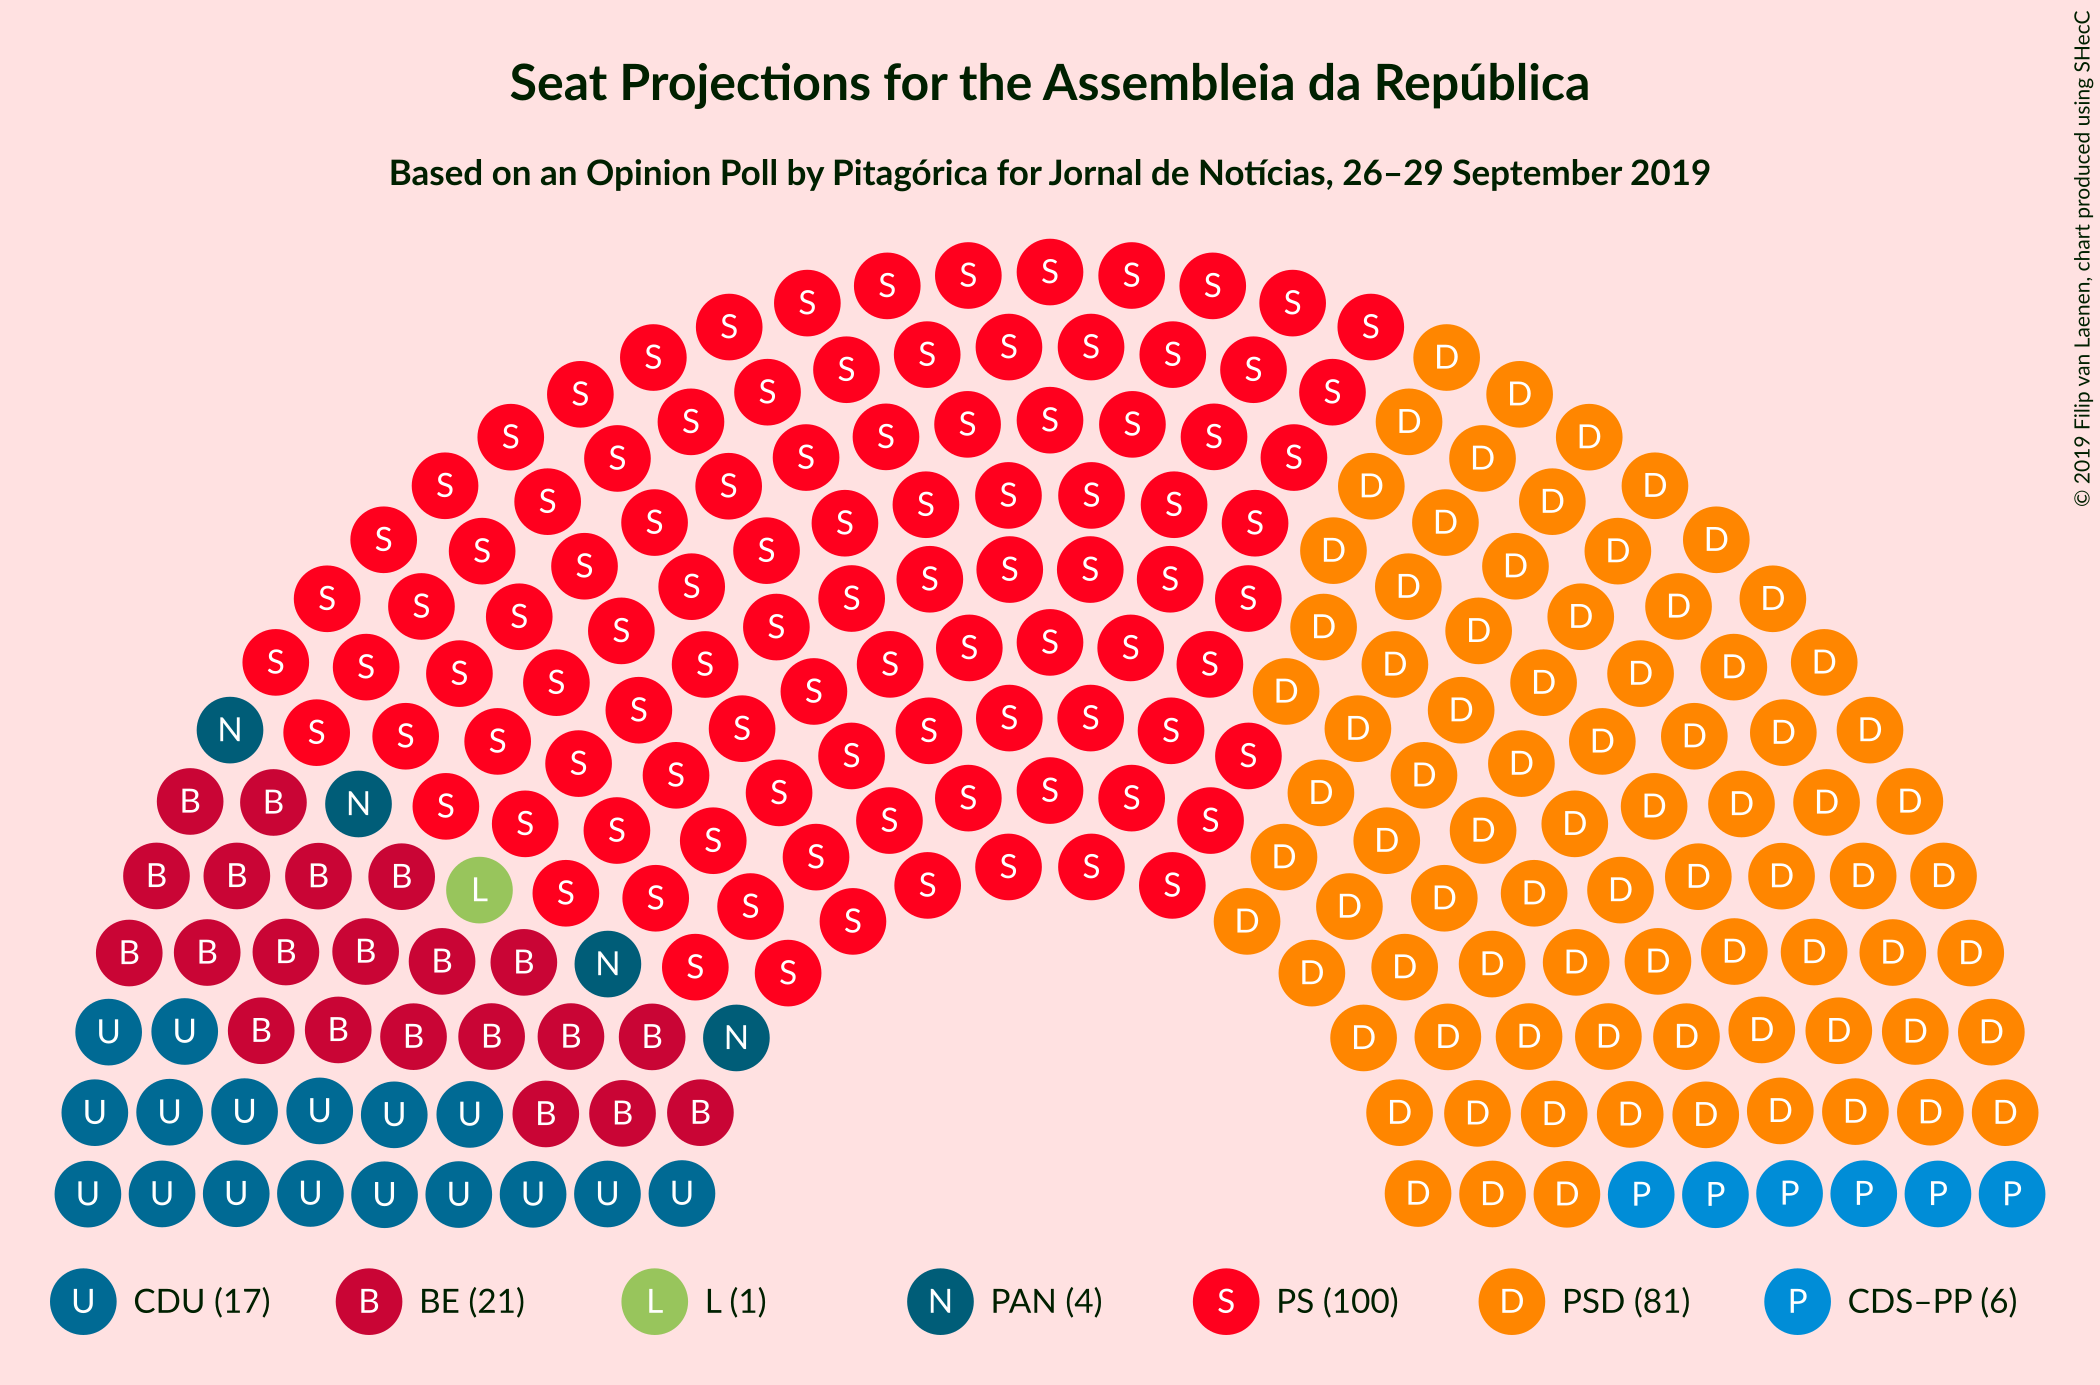 Seat Projections for the Assembleia da República
Based on an Opinion Poll by Pitagórica for Jornal de Notícias, 26–29 September 2019
© 2019 Filip van Laenen, chart produced using SHecC
S S S S S S S S S S S S S S S S S S S S S S S S S S S S S S S S S S S S S S S S S S S S S S S S S S S S S S S S S S S S S S S S S S S S S S S S S S S S S S S S S S S S S S S S S S S S S S S S S S S S
D D D D D D D D D D D D D D D D D D D D D D D D D D D D D D D D D D D D D D D D D D D D D D D D D D D D D D D D D D D D D D D D D D D D D D D D D D D D D D D D D
N N N N
L
B B B B B B B B B B B B B B B B B B B B B
U U U U U U U U U U U U U U U U U
P P P P P P
U CDU (17) B BE (21) L L (1) N PAN (4) S PS (100) D PSD (81) P CDS–PP (6)